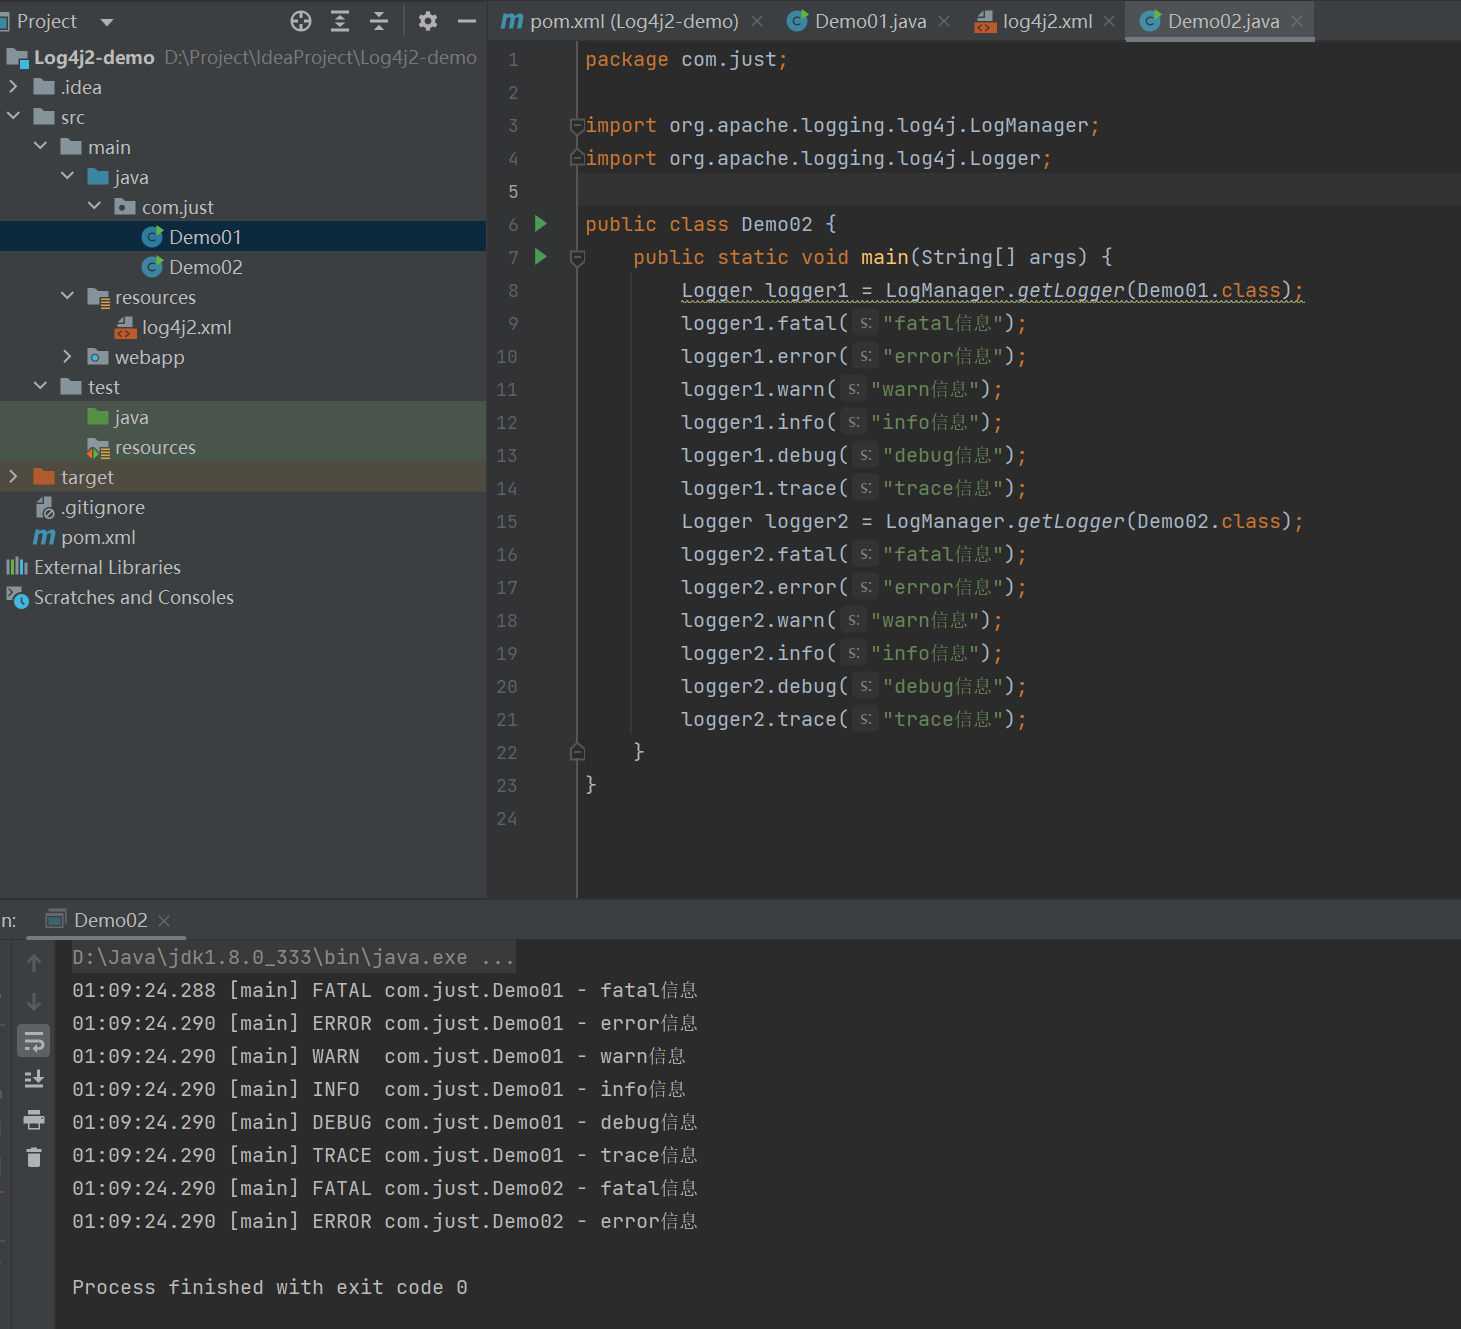 Project
Log4j2-demo D:\Project\IdeaProject\Log4j2-demo
.idea
src
main
java
com.just
Demo01
Demo02
resources
log4j2.xml
webapp
test
java
resources
target
.gitignore
pom.xml
External Libraries
Scratches and Consoles
pom.xml (Log4j2-demo) Demo01.java log4j2.xml Demo02.java
1 package com.just;
2
3 import org.apache.logging.log4j.LogManager;
4 import org.apache.logging.log4j.Logger;
5
6 public class Demo02 {
7 public static void main(String[] args) {
8 Logger logger1 = LogManager.getLogger(Demo01.class);
9 logger1.fatal( s: "fatal信息");
10 logger1.error( s: "error信息");
11 logger1.warn( s: "warn信息");
12 logger1.info( s: "info信息");
13 logger1.debug( s: "debug信息");
14 logger1.trace( s: "trace信息");
15 Logger logger2 = LogManager.getLogger(Demo02.class);
16 logger2.fatal( s: "fatal信息");
17 logger2.error( s: "error信息");
18 logger2.warn( s: "warn信息");
19 logger2.info( s: "info信息");
20 logger2.debug( s: "debug信息");
21 logger2.trace( s: "trace信息");
22 }
23 }
24
n: Demo02
D:\Java\jdk1.8.0_333\bin\java.exe ...
01:09:24.288 [main] FATAL com.just.Demo01 - fatal信息
01:09:24.290 [main] ERROR com.just.Demo01 - error信息
01:09:24.290 [main] WARN  com.just.Demo01 - warn信息
01:09:24.290 [main] INFO  com.just.Demo01 - info信息
01:09:24.290 [main] DEBUG com.just.Demo01 - debug信息
01:09:24.290 [main] TRACE com.just.Demo01 - trace信息
01:09:24.290 [main] FATAL com.just.Demo02 - fatal信息
01:09:24.290 [main] ERROR com.just.Demo02 - error信息
Process finished with exit code 0